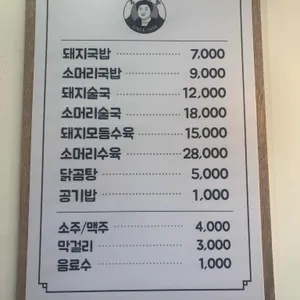 돼지국밥 7,000
소머리국밥 9,000
돼지술국 12,000
소머리술국 18,000
돼지모듬수육 15,000
소머리수육 28,000
닭곰탕 5,000
공기밥 1,000
소주/맥주 4,000
막걸리 3,000
음료수 1,000